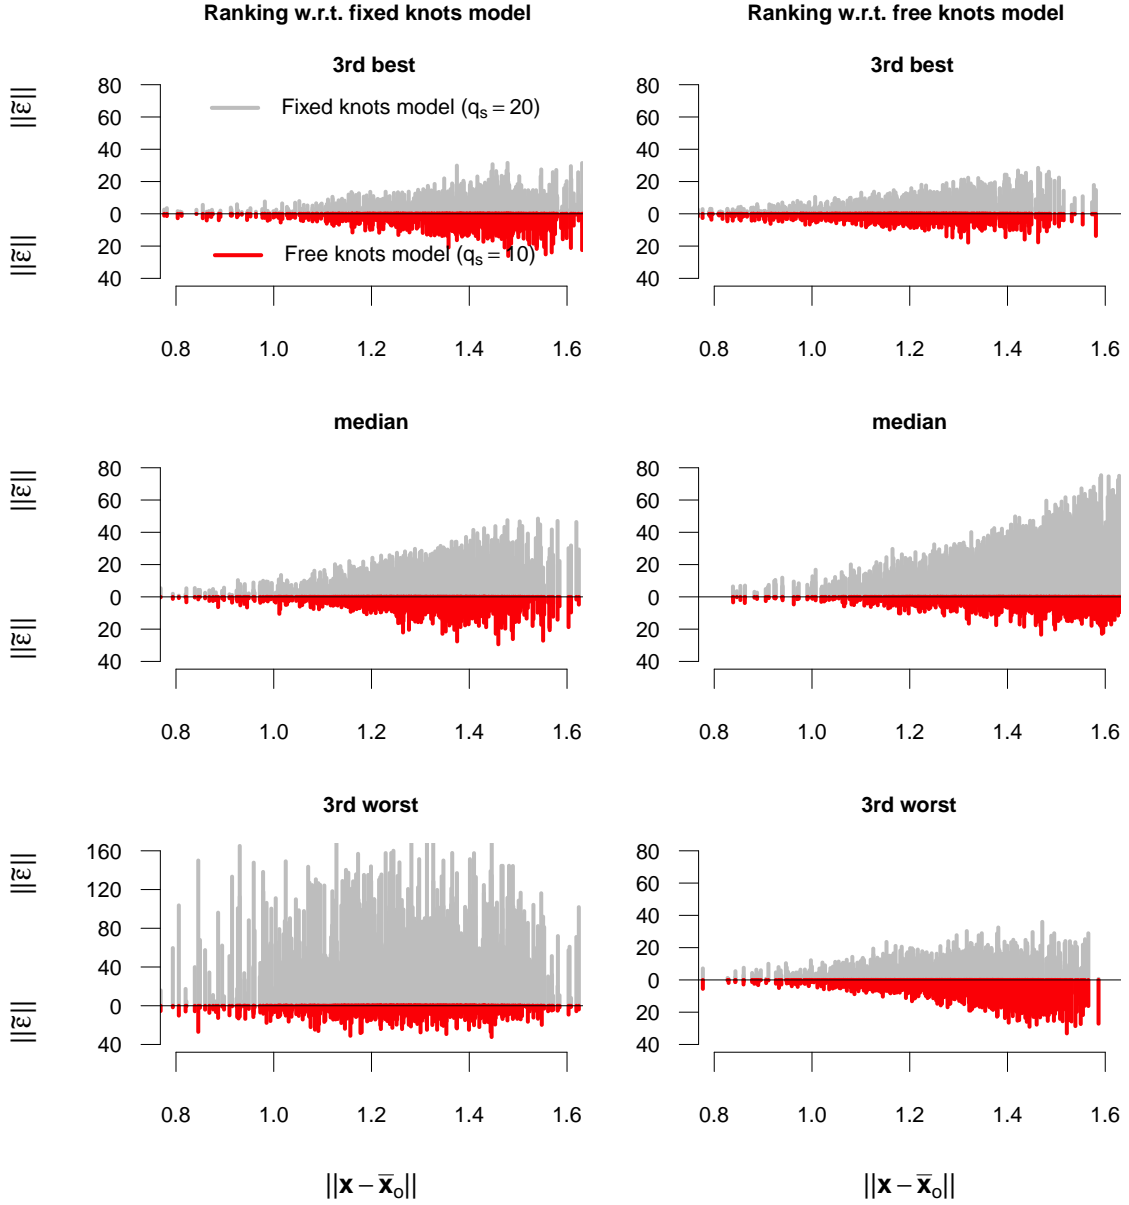 Ranking w.r.t. fixed knots model
Ranking w.r.t. free knots model
3rd best
3rd best
||ε̃||
||ε̃||
80
60
40
20
0
20
40
Fixed knots model (qs = 20)
Free knots model (qs = 10)
0.8 1.0 1.2 1.4 1.6
80
60
40
20
0
20
40
0.8 1.0 1.2 1.4 1.6
median
median
||ε̃||
||ε̃||
80
60
40
20
0
20
40
0.8 1.0 1.2 1.4 1.6
80
60
40
20
0
20
40
0.8 1.0 1.2 1.4 1.6
3rd worst
3rd worst
||ε̃||
||ε̃||
160
120
80
40
0
40
0.8 1.0 1.2 1.4 1.6
80
60
40
20
0
20
40
0.8 1.0 1.2 1.4 1.6
||x − x̄o||
||x − x̄o||